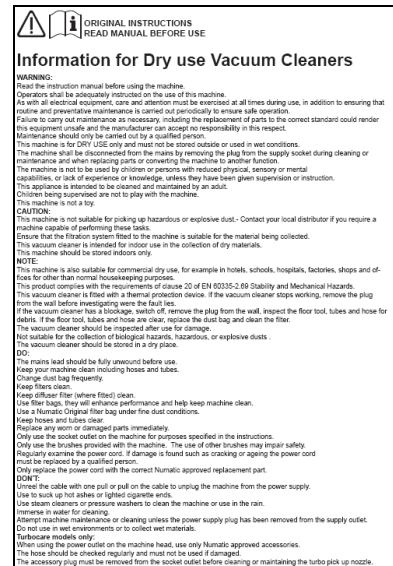 ORIGINAL INSTRUCTIONS
READ MANUAL BEFORE USE
Information for Dry use Vacuum Cleaners
WARNING:
Read the instruction manual before using the machine.
Operators shall be adequately instructed on the use of this machine.
As with all electrical equipment, care and attention must be exercised at all times during use, in addition to ensuring that
routine and preventative maintenance is carried out periodically to ensure safe operation.
Failure to carry out maintenance as necessary, including the replacement of parts to the correct standard could render
this equipment unsafe and the manufacturer can accept no responsibility in this respect.
Maintenance should only be carried out by a qualified person.
This machine is for DRY USE only and must not be stored outside or used in wet conditions.
The machine shall be disconnected from the mains by removing the plug from the supply socket during cleaning or
maintenance and when replacing parts or converting the machine to another function.
The machine is not to be used by children or persons with reduced physical, sensory or mental
capabilities, or lack of experience or knowledge, unless they have been given supervision or instruction.
This appliance is intended to be cleaned and maintained by an adult.
Children being supervised are not to play with the machine.
This machine is not a toy.
CAUTION:
This machine is not suitable for picking up hazardous or explosive dust.- Contact your local distributor if you require a
machine capable of performing these tasks.
Ensure that the filtration system fitted to the machine is suitable for the material being collected.
This vacuum cleaner is intended for indoor use in the collection of dry materials.
This machine should be stored indoors only.
NOTE:
This machine is also suitable for commercial dry use, for example in hotels, schools, hospitals, factories, shops and of-
fices for other than normal housekeeping purposes.
This product complies with the requirements of clause 20 of EN 60335-2.69 Stability and Mechanical Hazards.
This vacuum cleaner is fitted with a thermal protection device. If the vacuum cleaner stops working, remove the plug
from the wall before investigating were the fault lies.
If the vacuum cleaner has a blockage, switch off, remove the plug from the wall, inspect the floor tool, tubes and hose for
debris. If the floor tool, tubes and hose are clear, replace the dust bag and clean the filter.
The vacuum cleaner should be inspected after use for damage.
Not suitable for the collection of biological hazards, hazardous, or explosive dusts .
The vacuum cleaner should be stored in a dry place.
DO:
The mains lead should be fully unwound before use.
Keep your machine clean including hoses and tubes.
Change dust bag frequently.
Keep filters clean.
Keep diffuser filter (where fitted) clean.
Use filter bags, they will enhance performance and help keep machine clean.
Use a Numatic Original filter bag under fine dust conditions.
Keep hoses and tubes clear.
Replace any worn or damaged parts immediately.
Only use the socket outlet on the machine for purposes specified in the instructions.
Only use the brushes provided with the machine. The use of other brushes may impair safety.
Regularly examine the power cord. If damage is found such as cracking or ageing the power cord
must be replaced by a qualified person.
Only replace the power cord with the correct Numatic approved replacement part.
DON'T:
Unreel the cable with one pull or pull on the cable to unplug the machine from the power supply.
Use to suck up hot ashes or lighted cigarette ends.
Use steam cleaners or pressure washers to clean the machine or use in the rain.
Immerse in water for cleaning.
Attempt machine maintenance or cleaning unless the power supply plug has been removed from the supply outlet.
Do not use in wet environments or to collect wet materials.
Turbocare models only:
When using the power outlet on the machine head, use only Numatic approved accessories.
The hose should be checked regularly and must not be used if damaged.
The accessory plug must be removed from the socket outlet before cleaning or maintaining the turbo pick up nozzle.